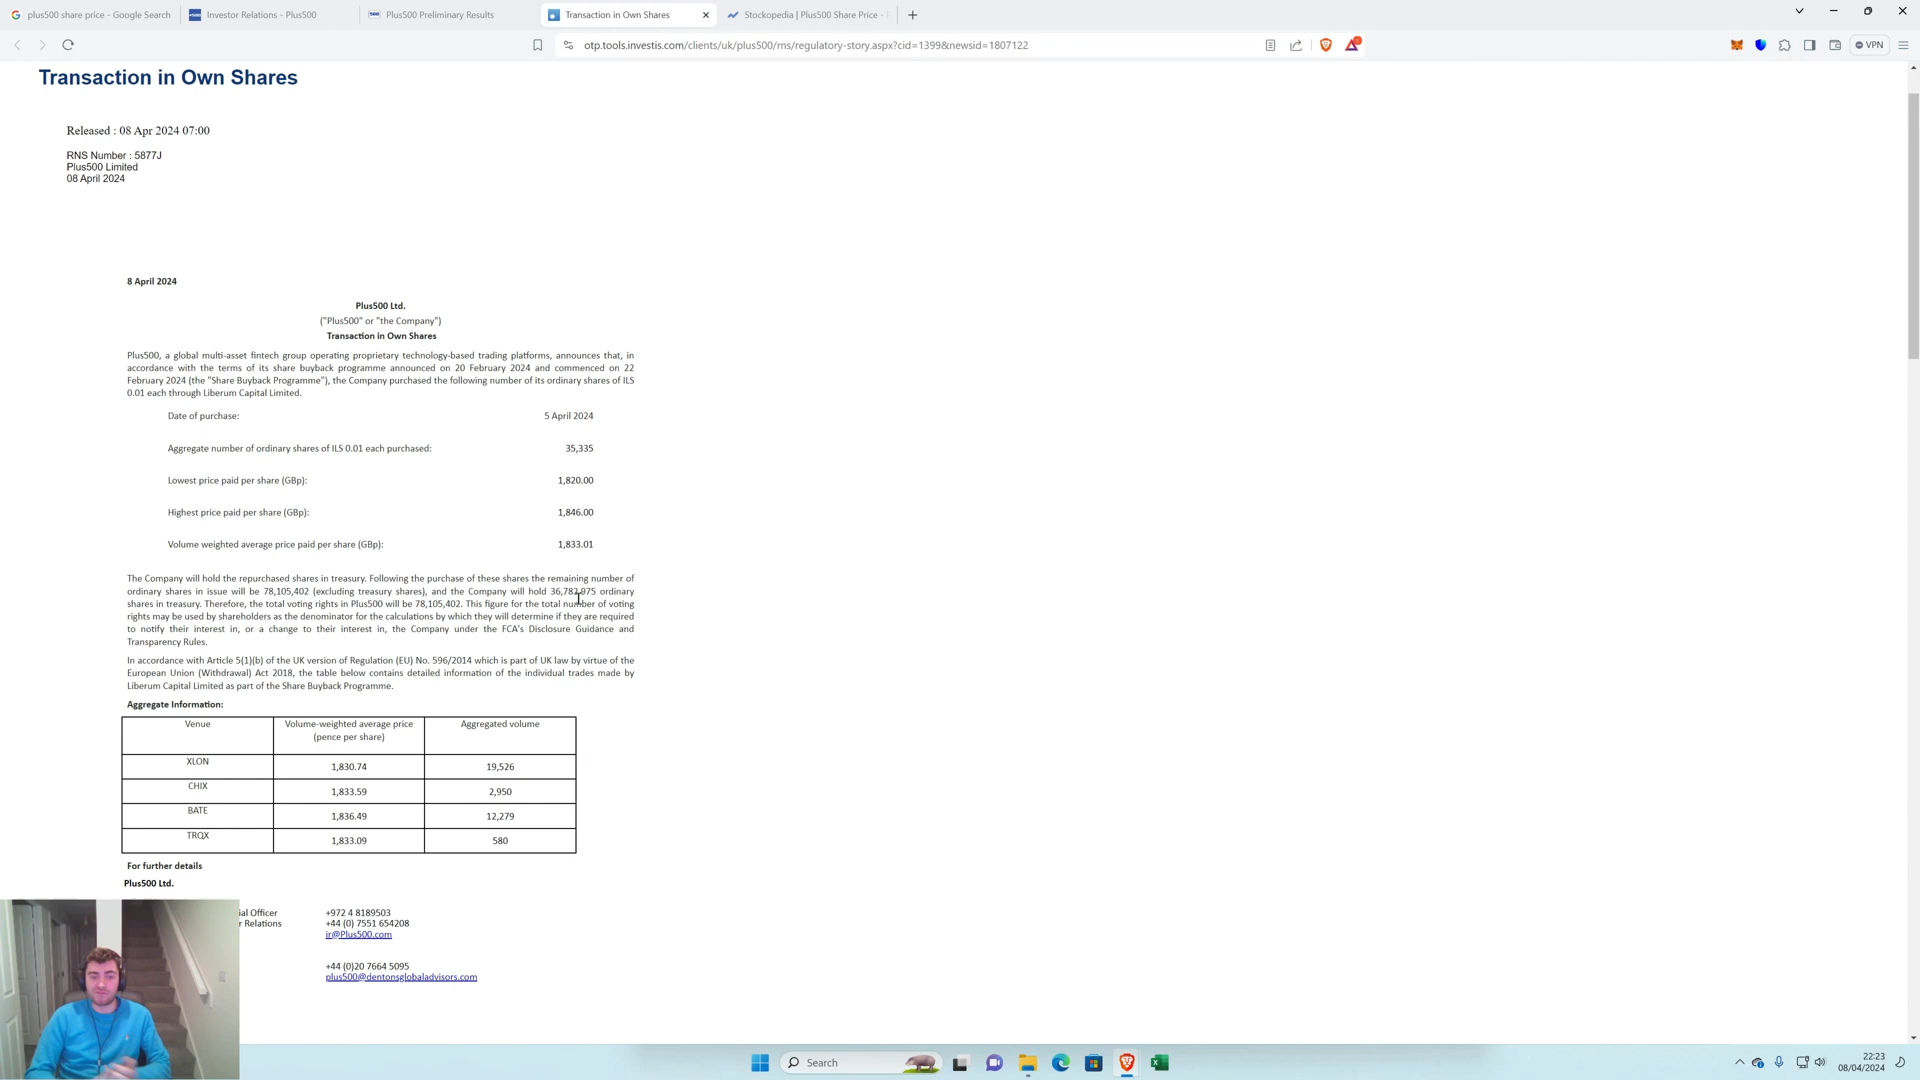 plus500 share price - Google Search
Investor Relations - Plus500
Plus500 Preliminary Results
Transaction in Own Shares
Stockopedia | Plus500 Share Price -
otp.tools.investis.com/clients/uk/plus500/rns/regulatory-story.aspx?cid=1399&newsid=1807122
VPN
Transaction in Own Shares
Released : 08 Apr 2024 07:00
RNS Number : 5877J
Plus500 Limited
08 April 2024
8 April 2024
Plus500 Ltd.
("Plus500" or "the Company")
Transaction in Own Shares
Plus500, a global multi-asset fintech group operating proprietary technology-based trading platforms, announces that, in
accordance with the terms of its share buyback programme announced on 20 February 2024 and commenced on 22
February 2024 (the "Share Buyback Programme"), the Company purchased the following number of its ordinary shares of ILS
0.01 each through Liberum Capital Limited.
Date of purchase: 5 April 2024
Aggregate number of ordinary shares of ILS 0.01 each purchased: 35,335
Lowest price paid per share (GBp): 1,820.00
Highest price paid per share (GBp): 1,846.00
Volume weighted average price paid per share (GBp): 1,833.01
The Company will hold the repurchased shares in treasury. Following the purchase of these shares the remaining number of
ordinary shares in issue will be 78,105,402 (excluding treasury shares), and the Company will hold 36,782,975 ordinary
shares in treasury. Therefore, the total voting rights in Plus500 will be 78,105,402. This figure for the total number of voting
rights may be used by shareholders as the denominator for the calculations by which they will determine if they are required
to notify their interest in, or a change to their interest in, the Company under the FCA's Disclosure Guidance and
Transparency Rules.
In accordance with Article 5(1)(b) of the UK version of Regulation (EU) No. 596/2014 which is part of UK law by virtue of the
European Union (Withdrawal) Act 2018, the table below contains detailed information of the individual trades made by
Liberum Capital Limited as part of the Share Buyback Programme.
Aggregate Information:
Venue Volume-weighted average price Aggregated volume
(pence per share)
XLON 1,830.74 19,526
CHIX 1,833.59 2,950
BATE 1,836.49 12,279
TRQX 1,833.09 580
For further details
Plus500 Ltd.
ial Officer +972 4 8189503
r Relations +44 (0) 7551 654208
ir@Plus500.com
+44 (0)20 7664 5095
plus500@dentonsglobaladvisors.com
Search
22:23
08/04/2024